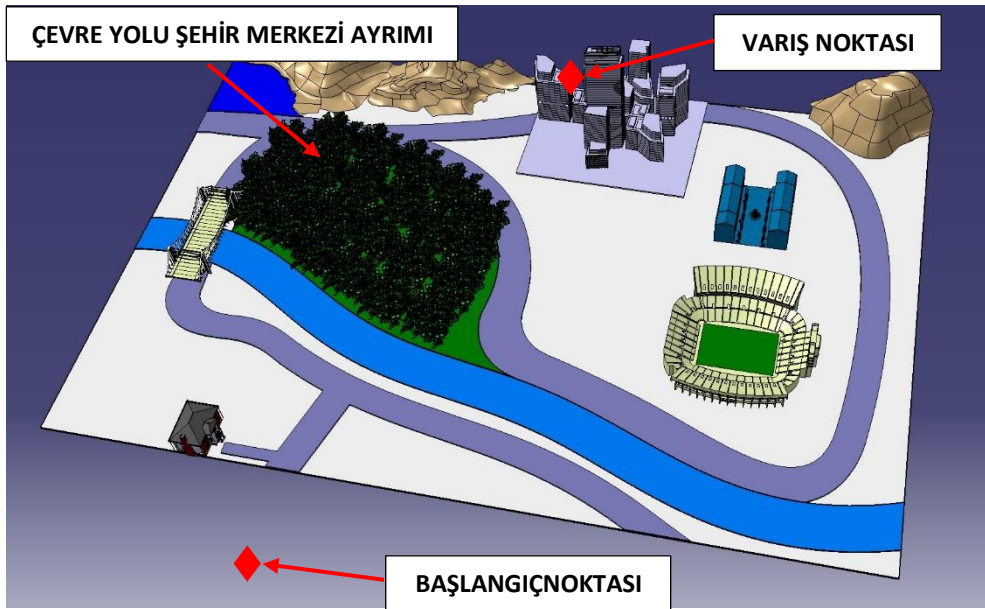 ÇEVRE YOLU ŞEHİR MERKEZİ AYRIMI
VARIŞ NOKTASI
BAŞLANGIÇNOKTASI